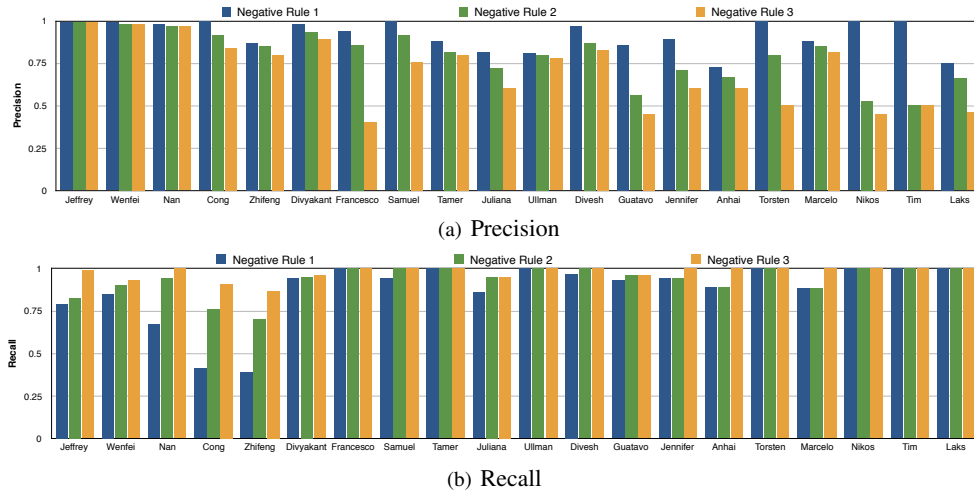 Negative Rule 1 Negative Rule 2 Negative Rule 3
1
0.75
0.5
0.25
0
Precision
Jeffrey Wenfei Nan Cong Zhifeng Divyakant Francesco Samuel Tamer Juliana Ullman Divesh Guatavo Jennifer Anhai Torsten Marcelo Nikos Tim Laks
(a) Precision
Negative Rule 1 Negative Rule 2 Negative Rule 3
1
0.75
0.5
0.25
0
Recall
Jeffrey Wenfei Nan Cong Zhifeng Divyakant Francesco Samuel Tamer Juliana Ullman Divesh Guatavo Jennifer Anhai Torsten Marcelo Nikos Tim Laks
(b) Recall